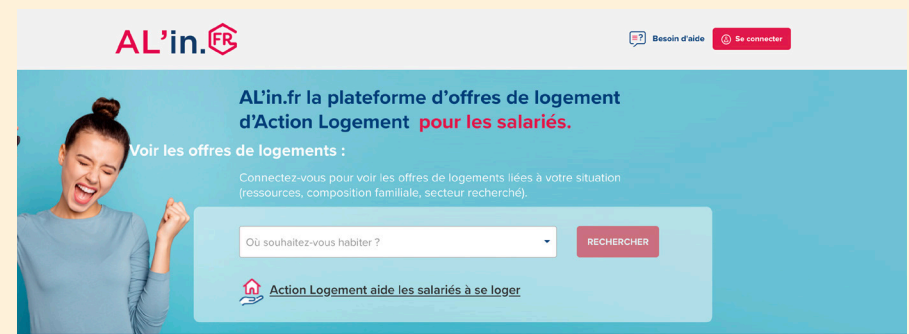 AL'in.FR
Besoin d'aide
Se connecter
AL'in.fr la plateforme d'offres de logement
d'Action Logement pour les salariés.
Voir les offres de logements :
Connectez-vous pour voir les offres de logements liées à votre situation
(ressources, composition familiale, secteur recherché).
Où souhaitez-vous habiter ?
RECHERCHER
Action Logement aide les salariés à se loger